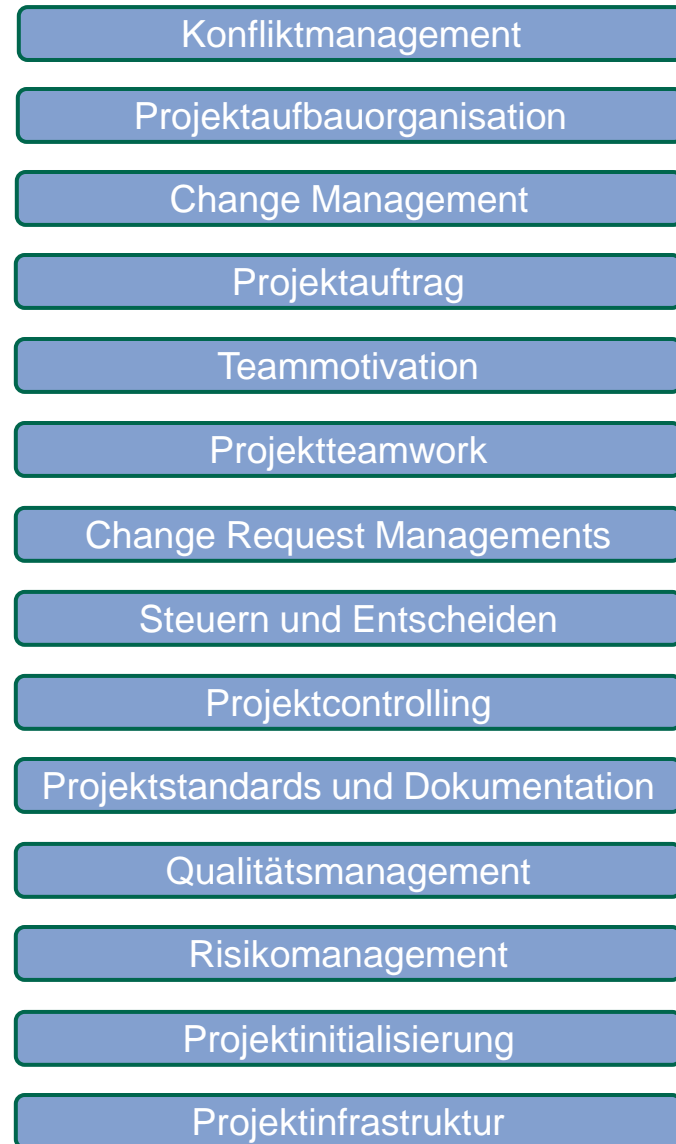 Konfliktmanagement
Projektaufbauorganisation
Change Management
Projektauftrag
Teammotivation
Projektteamwork
Change Request Managements
Steuern und Entscheiden
Projektcontrolling
Projektstandards und Dokumentation
Qualitätsmanagement
Risikomanagement
Projektinitialisierung
Projektinfrastruktur